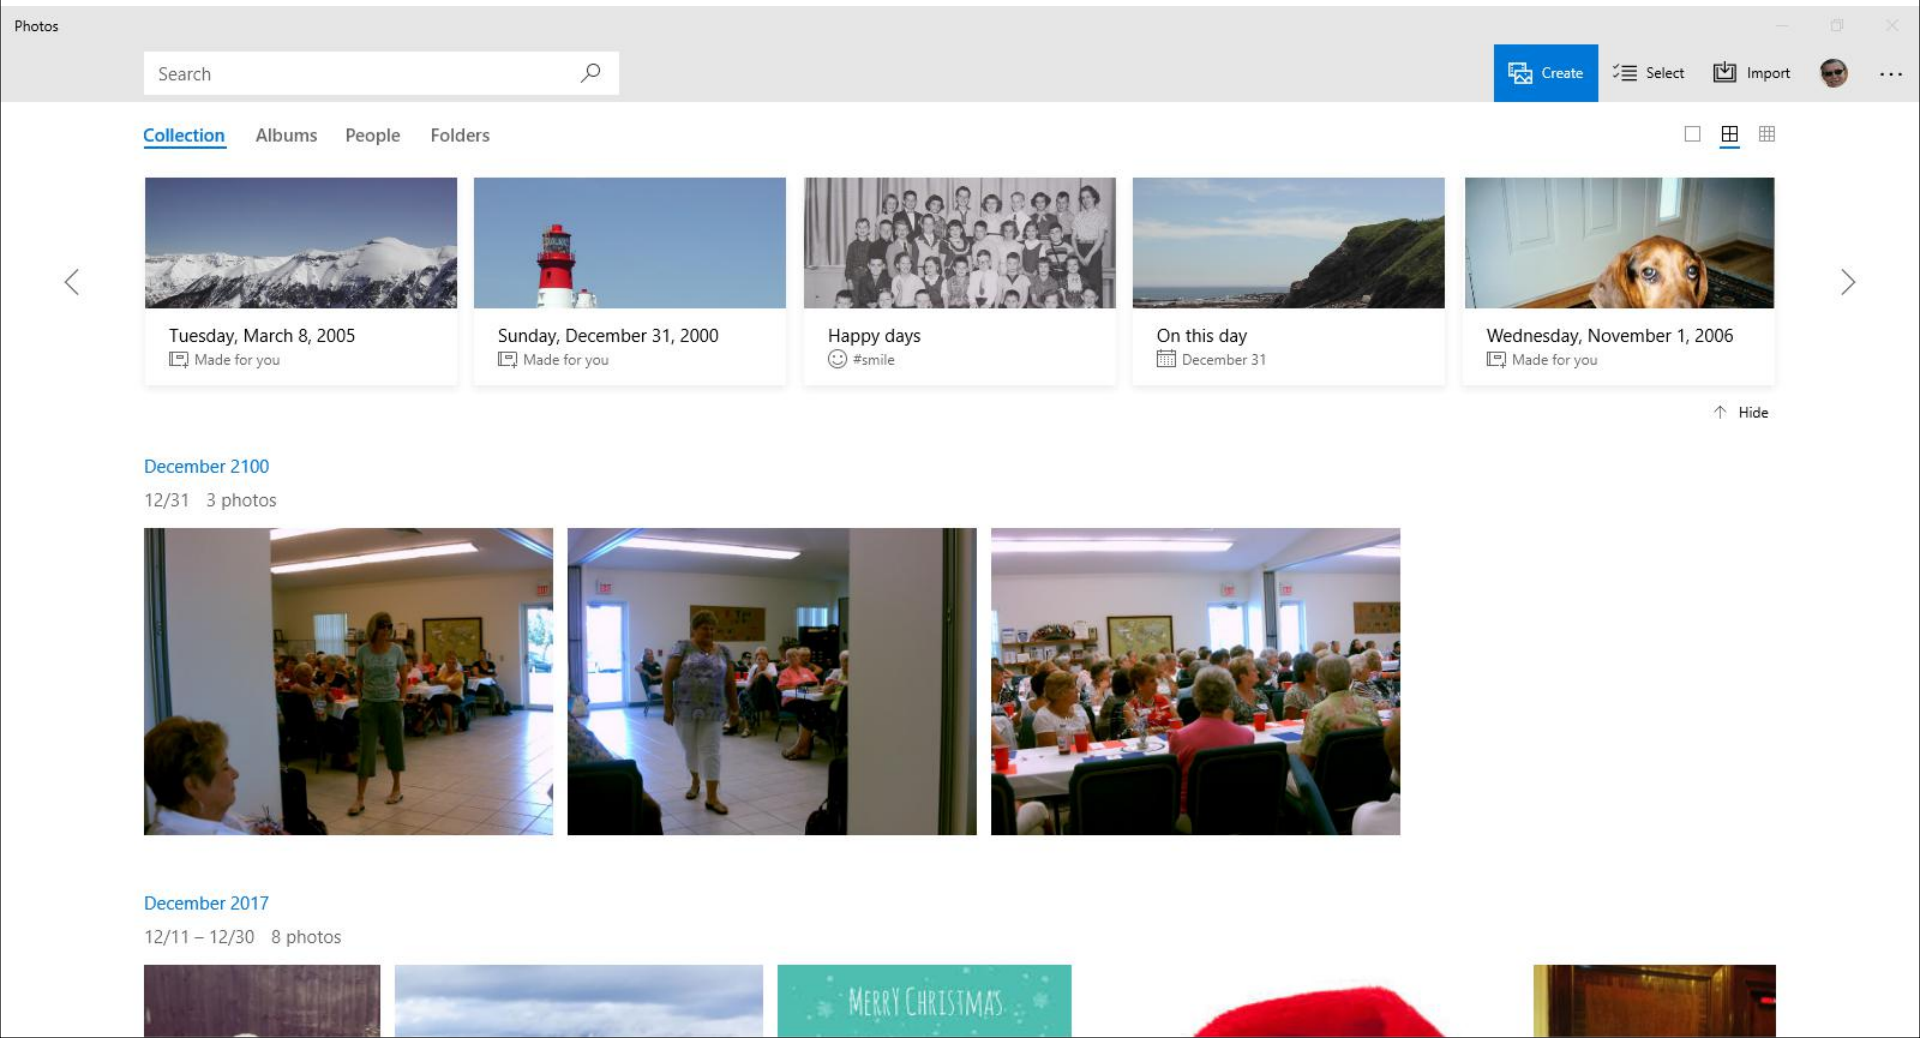 Photos
Search
Create
Select
Import
Collection
Albums
People
Folders
Tuesday, March 8, 2005
Made for you
Sunday, December 31, 2000
Made for you
Happy days
#smile
On this day
December 31
Wednesday, November 1, 2006
Made for you
Hide
December 2100
12/31 3 photos
December 2017
12/11 – 12/30 8 photos
MERRY CHRISTMAS